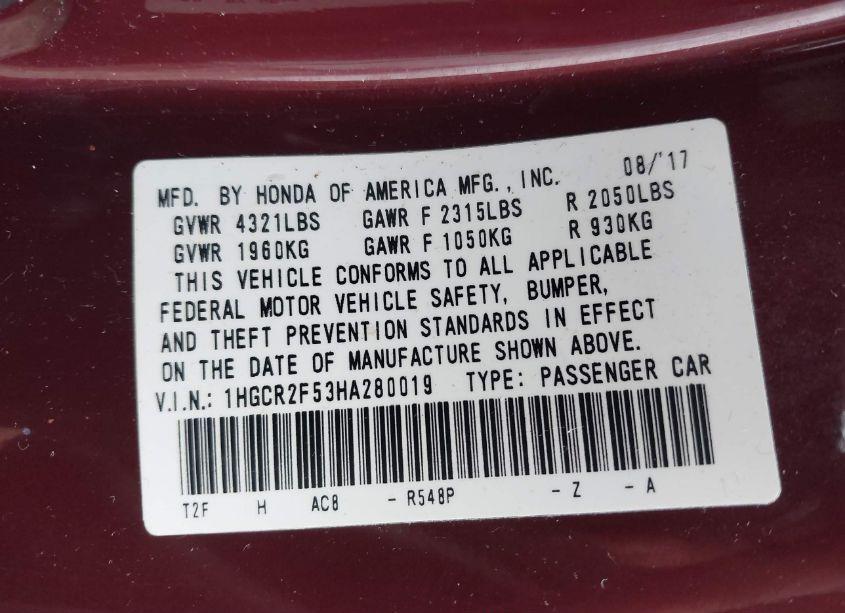 MFD. BY HONDA OF AMERICA MFG., INC. 08/'17
GVWR 4321LBS GAWR F 2315LBS R 2050LBS
GVWR 1960KG GAWR F 1050KG R 930KG
THIS VEHICLE CONFORMS TO ALL APPLICABLE
FEDERAL MOTOR VEHICLE SAFETY, BUMPER,
AND THEFT PREVENTION STANDARDS IN EFFECT
ON THE DATE OF MANUFACTURE SHOWN ABOVE.
V.I.N.: 1HGCR2F53HA280019 TYPE: PASSENGER CAR
T2F H AC8 - R548P - Z - A